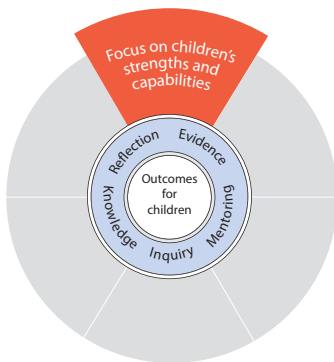 Focus on children's
strengths and
capabilities
Reflection
Evidence
Outcomes
for
children
Knowledge
Inquiry
Mentoring